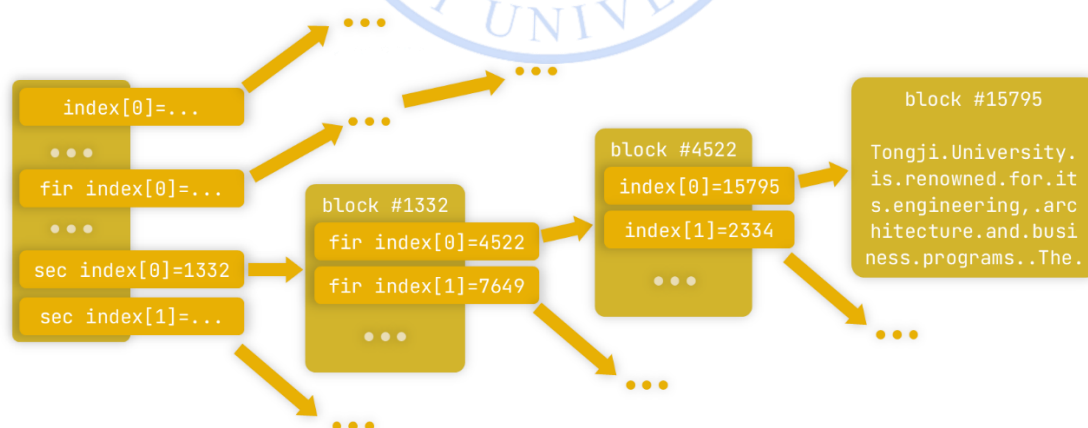 UNIVE
index[0]=...
fir index[0]=...
sec index[0]=1332
sec index[1]=...
block #1332
fir index[0]=4522
fir index[1]=7649
block #4522
index[0]=15795
index[1]=2334
block #15795
Tongji.University.
is.renowned.for.it
s.engineering,.arc
hitecture.and.busi
ness.programs..The.